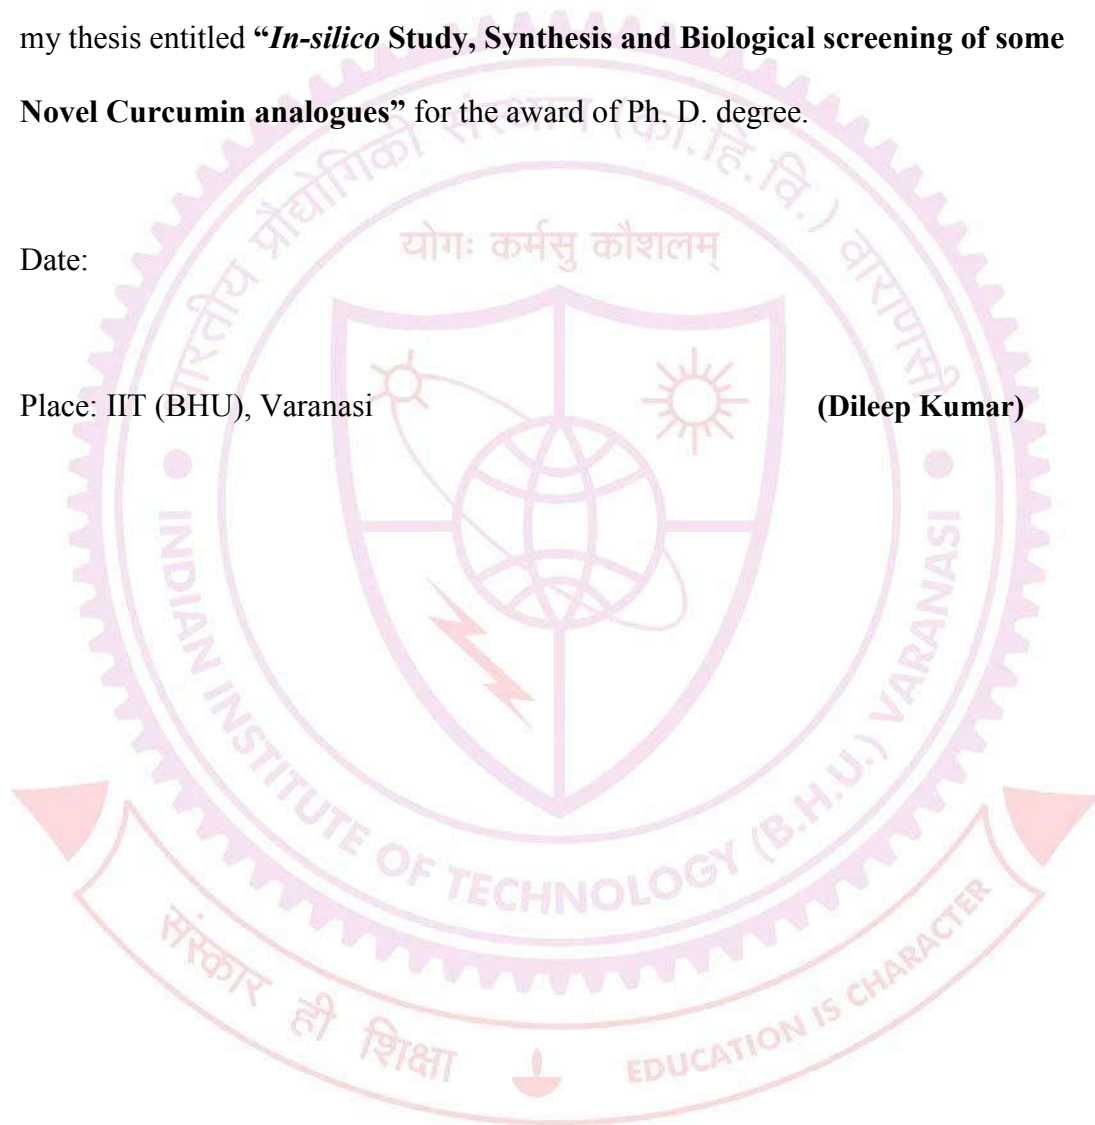 my thesis entitled “In-silico Study, Synthesis and Biological screening of some
Novel Curcumin analogues” for the award of Ph. D. degree.
भारतीय प्रौद्योगिकी संस्थान (का.हि.वि.) वाराणसी
योगः कर्मसु कौशलम्
Date:
Place: IIT (BHU), Varanasi
(Dileep Kumar)
INDIAN INSTITUTE OF TECHNOLOGY (B.H.U.) VARANASI
संस्कार ही शिक्षा
EDUCATION IS CHARACTER